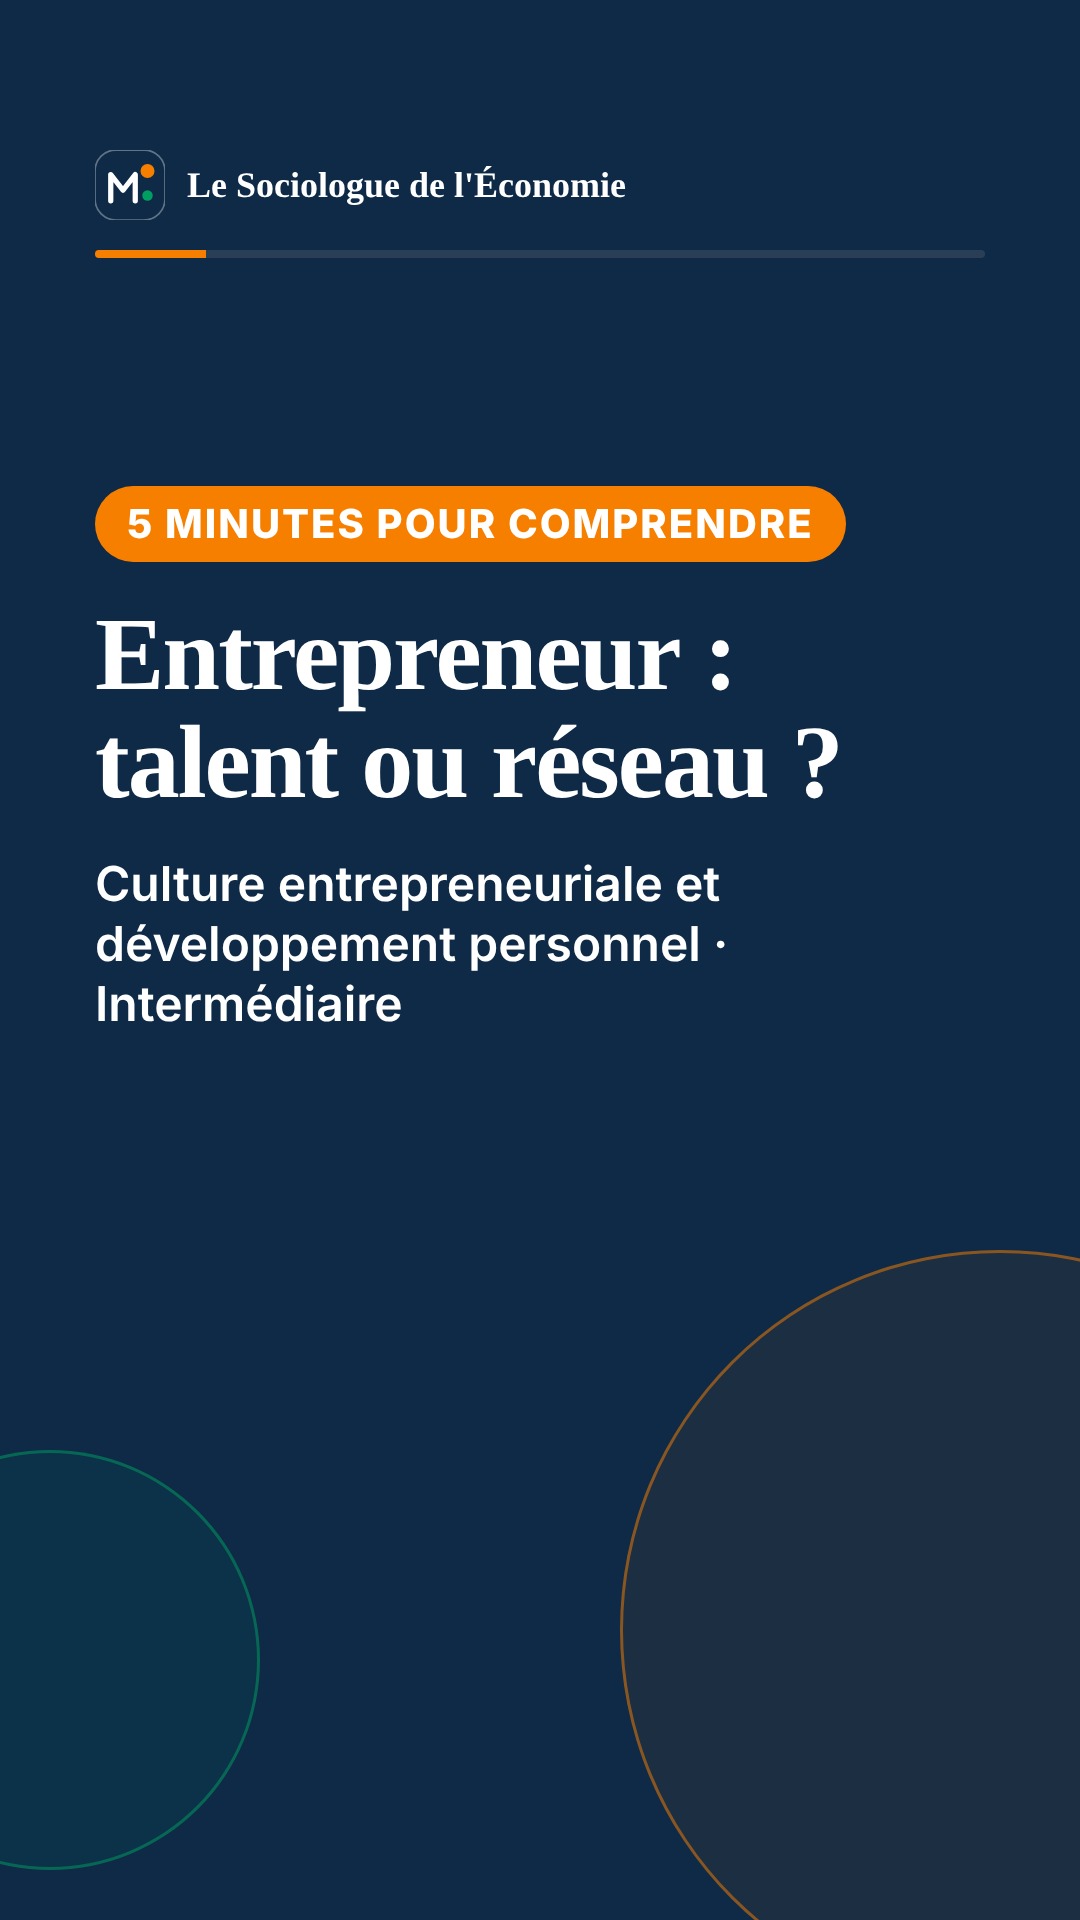 M
Le Sociologue de l'Économie
5 MINUTES POUR COMPRENDRE
Entrepreneur :
talent ou réseau ?
Culture entrepreneuriale et
développement personnel ·
Intermédiaire